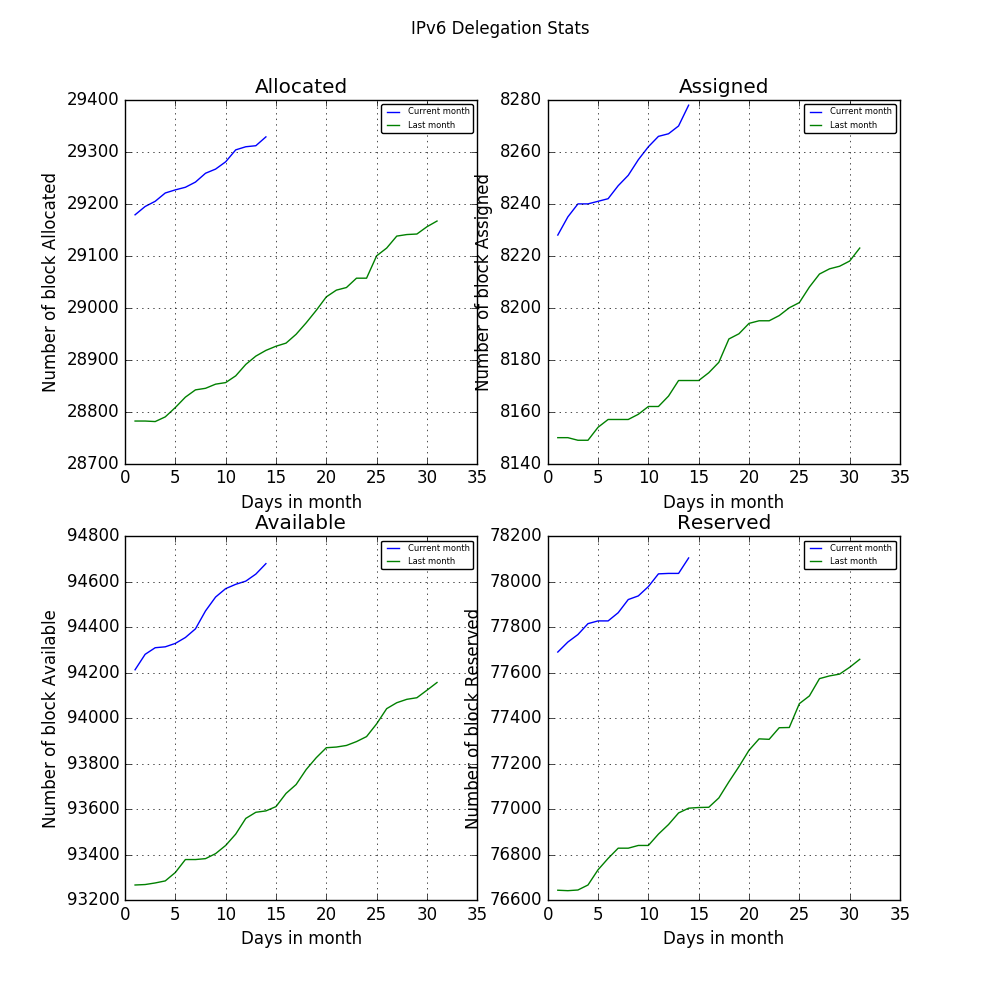 IPv6 Delegation Stats
Allocated
Number of block Allocated
29400
29300
29200
29100
29000
28900
28800
28700
0 5 10 15 20 25 30 35
Days in month
Current month
Last month
Assigned
Number of block Assigned
8280
8260
8240
8220
8200
8180
8160
8140
0 5 10 15 20 25 30 35
Days in month
Current month
Last month
Available
Number of block Available
94800
94600
94400
94200
94000
93800
93600
93400
93200
0 5 10 15 20 25 30 35
Days in month
Current month
Last month
Reserved
Number of block Reserved
78200
78000
77800
77600
77400
77200
77000
76800
76600
0 5 10 15 20 25 30 35
Days in month
Current month
Last month